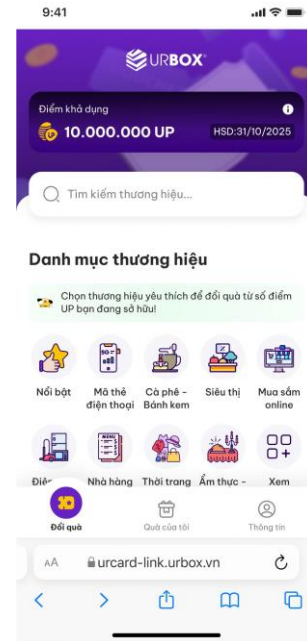 9:41
URBOX
Điểm khả dụng
10.000.000 UP
HSD:31/10/2025
Tìm kiếm thương hiệu...
Danh mục thương hiệu
Chọn thương hiệu yêu thích để đổi quà từ số điểm
UP bạn đang sở hữu!
Nổi bật
Mã thẻ
điện thoại
Cà phê -
Bánh kem
Siêu thị
Mua sắm
online
Nhà hàng
Thời trang
Ẩm thực -
Xem
Đổi quà
Quà của tôi
Thông tin
AA
urcard-link.urbox.vn